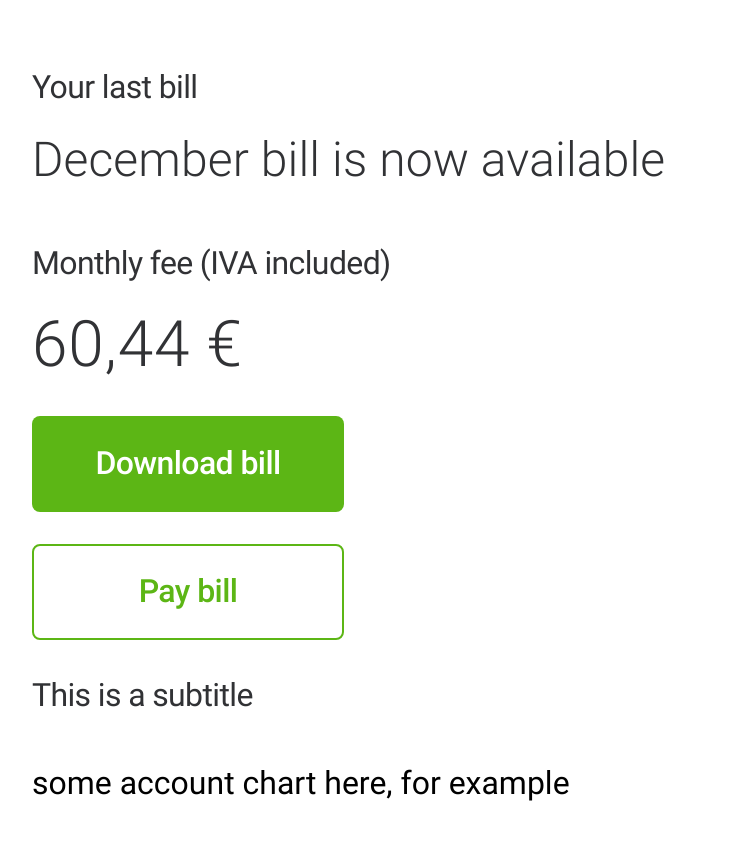 Your last bill
December bill is now available
Monthly fee (IVA included)
60,44 €
Download bill
Pay bill
This is a subtitle
some account chart here, for example